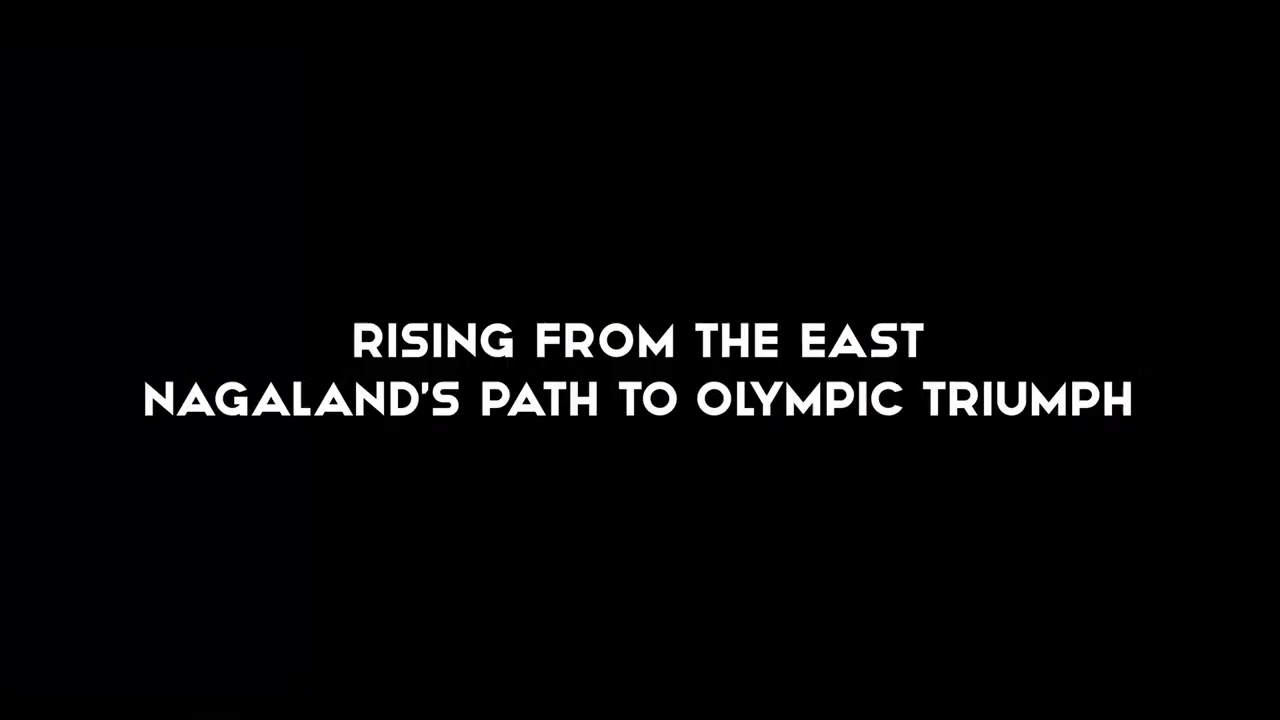 RISING FROM THE EAST
NAGALAND'S PATH TO OLYMPIC TRIUMPH